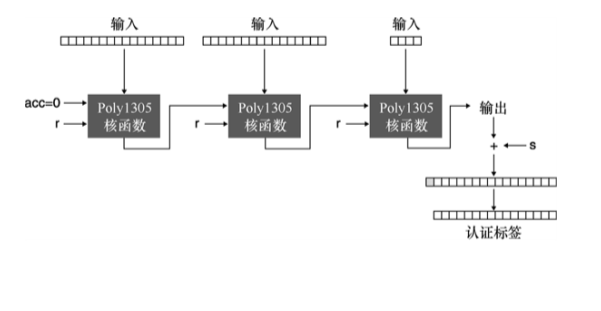 输入 输入 输入
acc=0
r
Poly1305
核函数
r
Poly1305
核函数
r
Poly1305
核函数
输出
+
s
认证标签